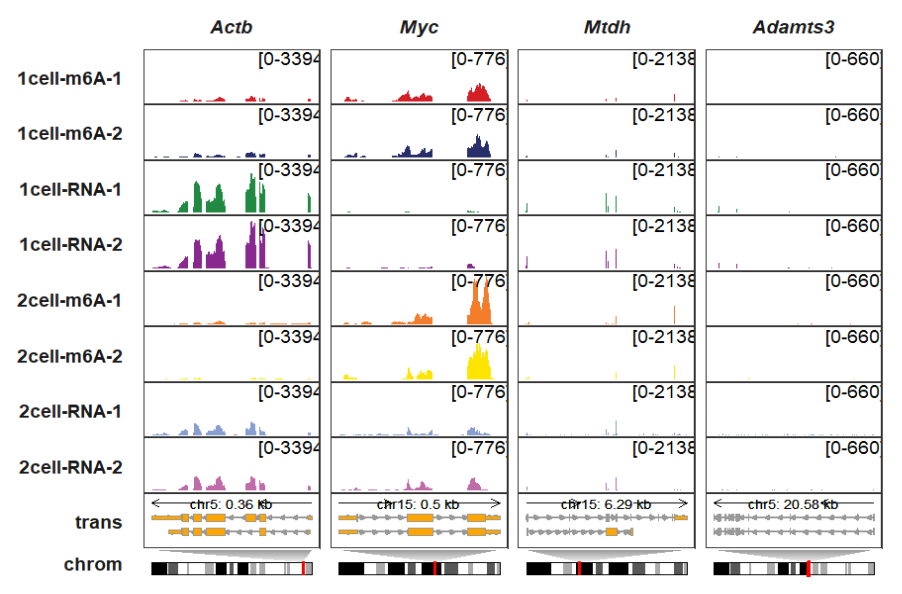 Actb Myc Mtdh Adamts3
1cell-m6A-1 [0-3394 [0-776] [0-2138 [0-660]
1cell-m6A-2 [0-3394 [0-776] [0-2138 [0-660]
1cell-RNA-1 [0-3394 [0-776] [0-2138 [0-660]
1cell-RNA-2 [0-3394 [0-776] [0-2138 [0-660]
2cell-m6A-1 [0-3394 [0-776] [0-2138 [0-660]
2cell-m6A-2 [0-3394 [0-776] [0-2138 [0-660]
2cell-RNA-1 [0-3394 [0-776] [0-2138 [0-660]
2cell-RNA-2 [0-3394 [0-776] [0-2138 [0-660]
chr5: 0.36 kb chr15: 0.5 kb chr15: 6.29 kb chr5: 20.58 kb
trans
chrom